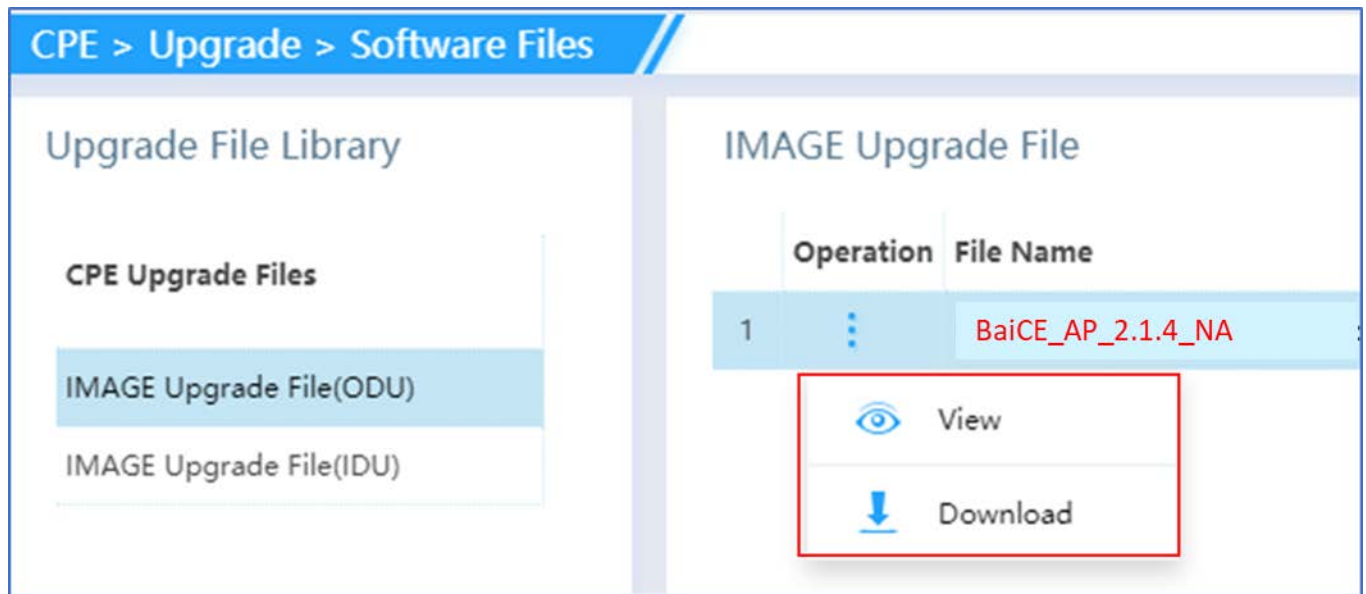 CPE > Upgrade > Software Files
Upgrade File Library
CPE Upgrade Files
IMAGE Upgrade File(ODU)
IMAGE Upgrade File(IDU)
IMAGE Upgrade File
Operation File Name
1 BaiCE_AP_2.1.4_NA
View
Download